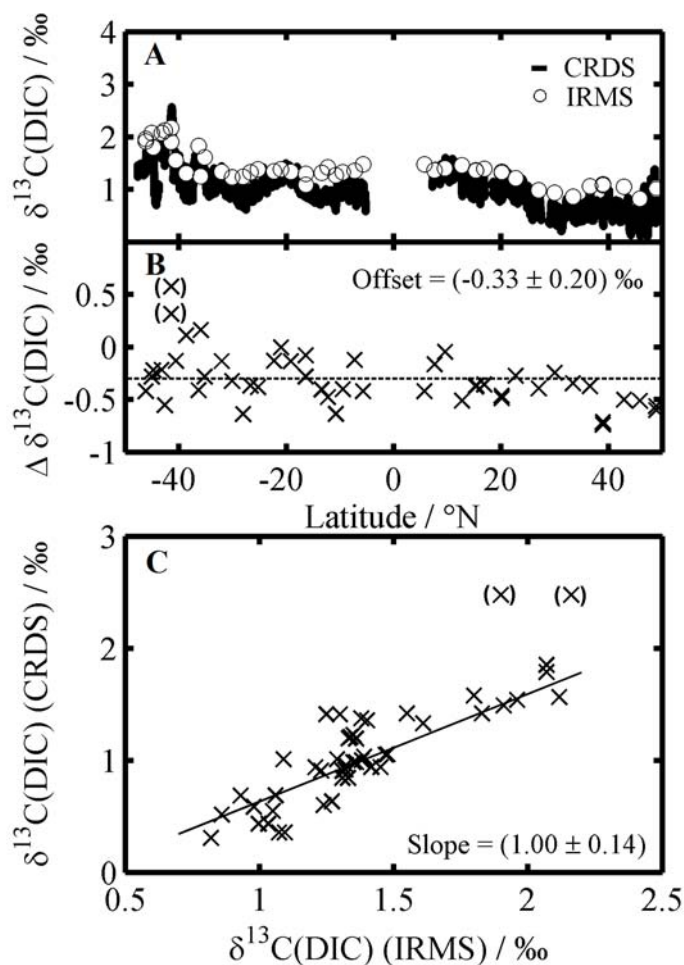 A
CRDS
IRMS
4
3
2
1
δ¹³C(DIC) / ‰
B
Offset = (-0.33 ± 0.20) ‰
(×)
(×)
0.5
0
-0.5
-1
Δ δ¹³C(DIC) / ‰
-40 -20 0 20 40
Latitude / °N
C
(×) (×)
3
2
1
0
δ¹³C(DIC) (CRDS) / ‰
Slope = (1.00 ± 0.14)
0.5 1 1.5 2 2.5
δ¹³C(DIC) (IRMS) / ‰